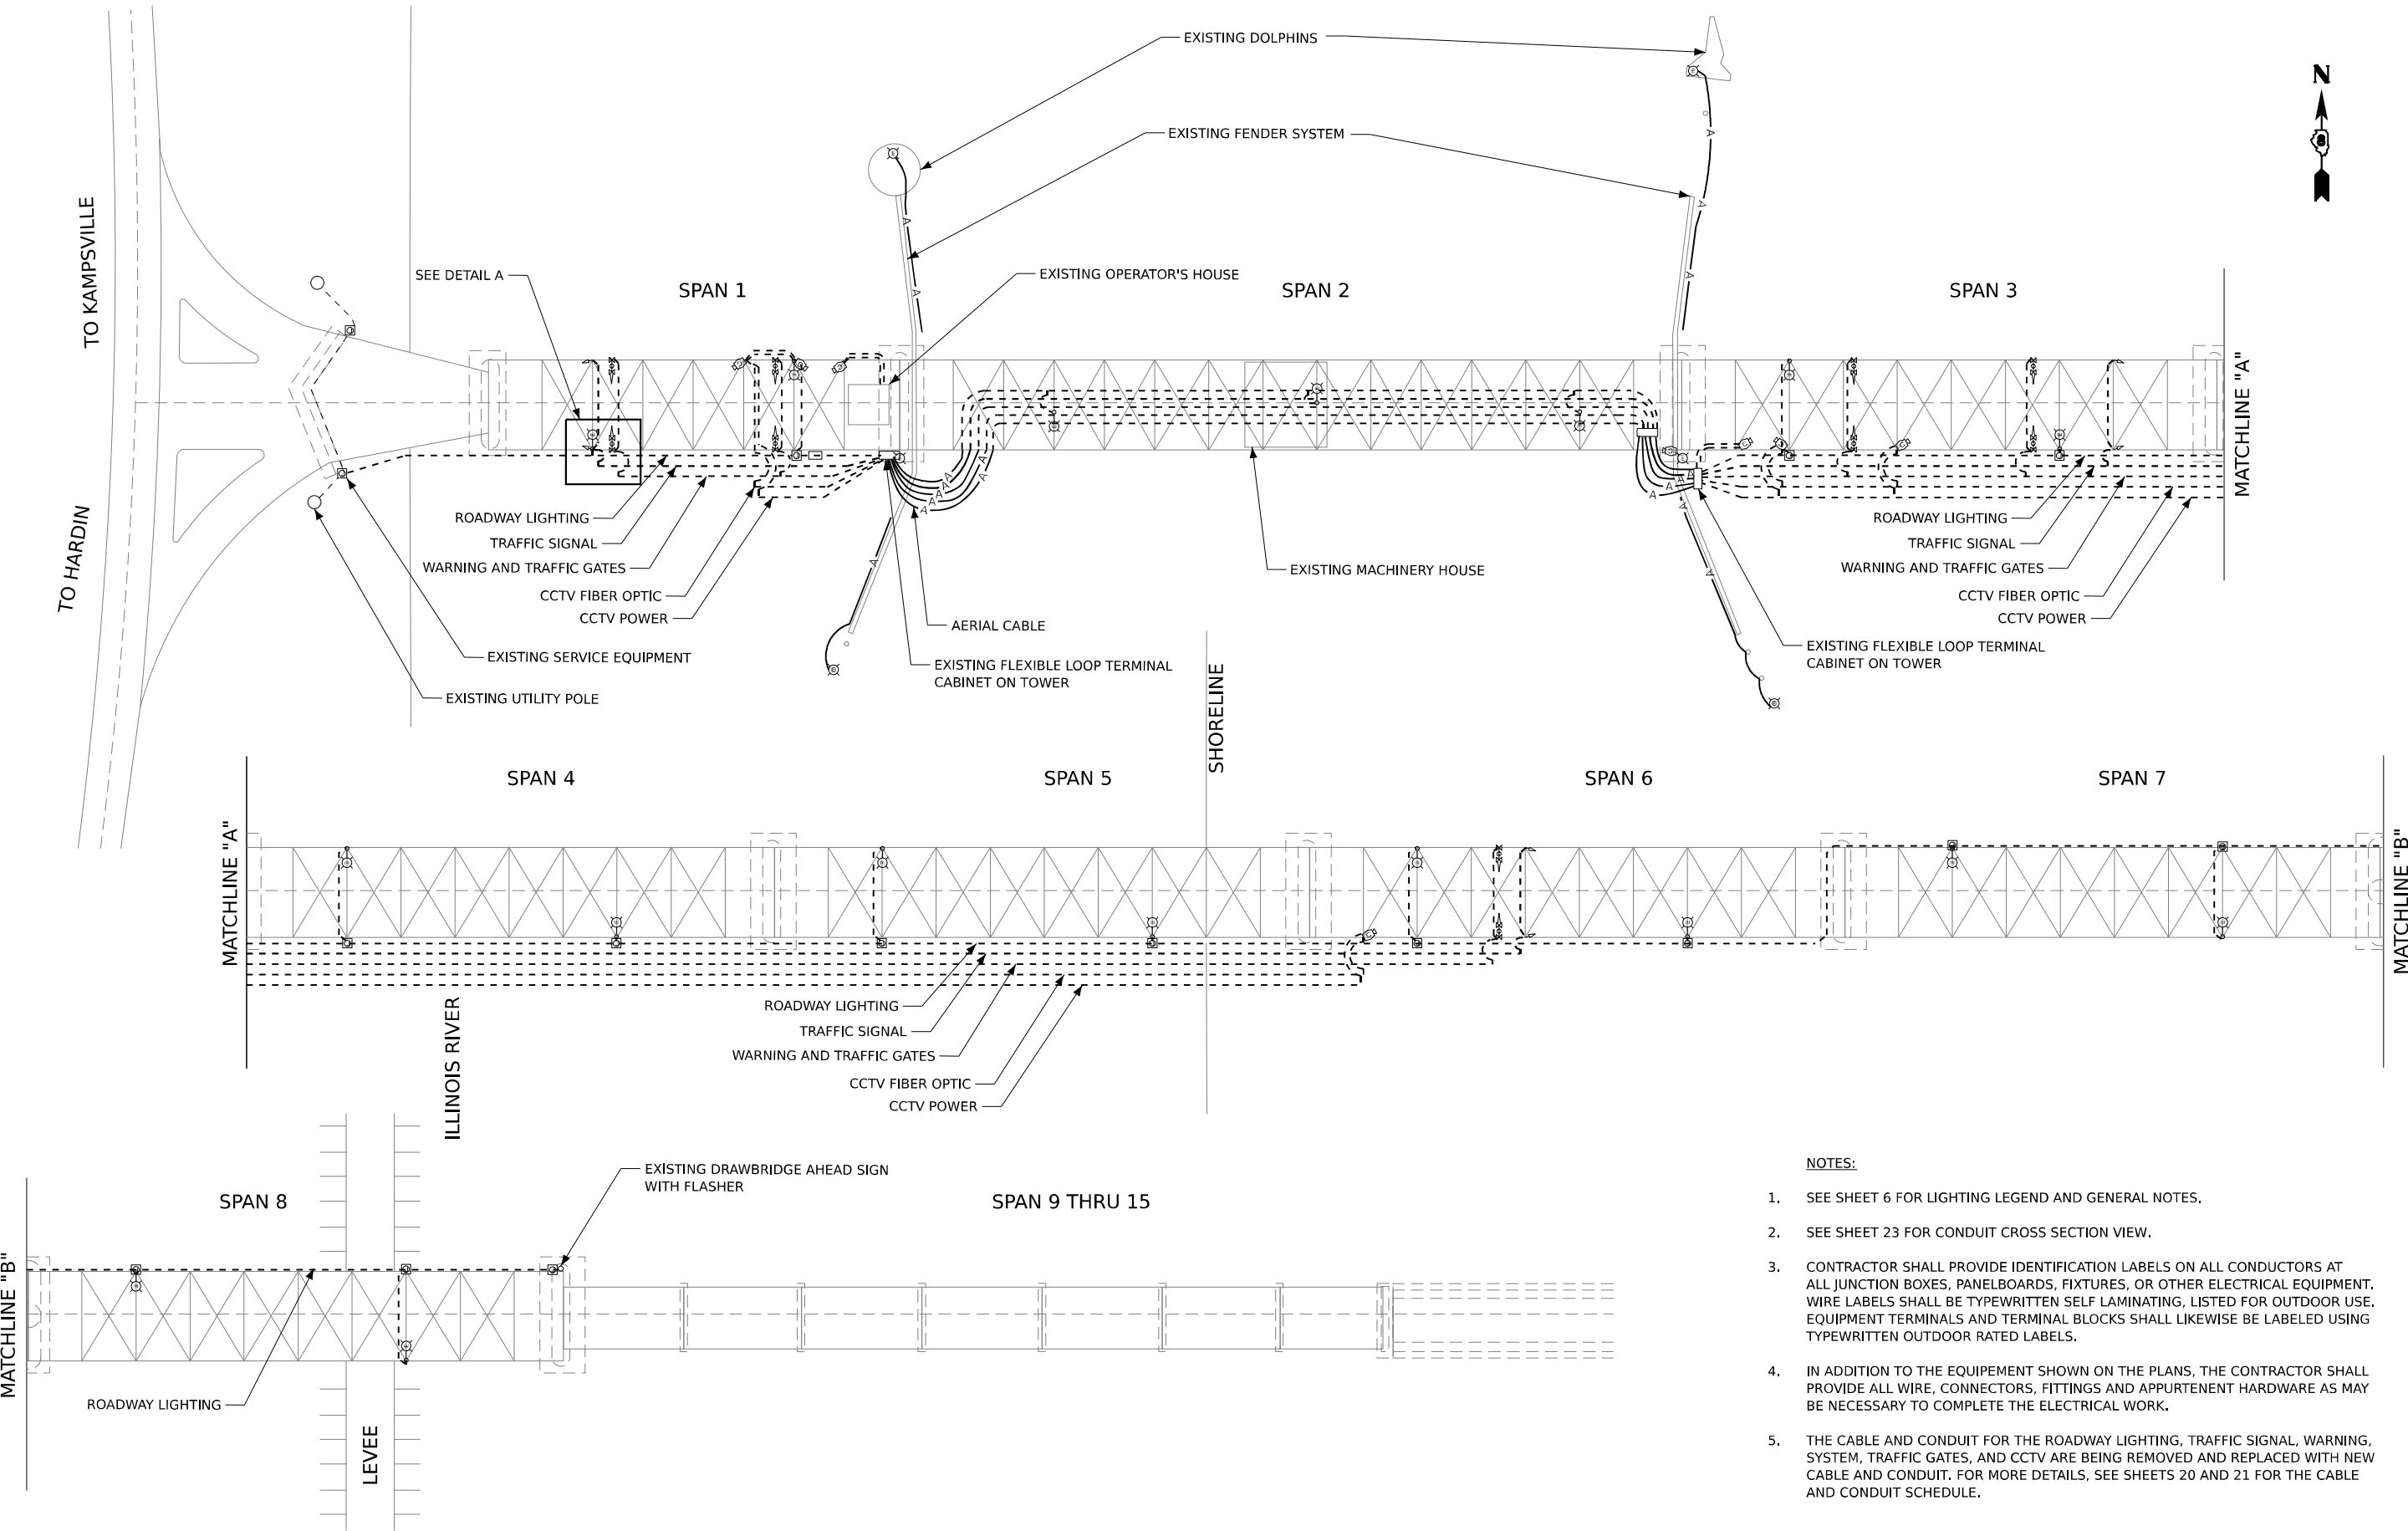 EXISTING DOLPHINS
N
EXISTING FENDER SYSTEM
TO KAMPSVILLE
SEE DETAIL A
SPAN 1
EXISTING OPERATOR'S HOUSE
SPAN 2
SPAN 3
MATCHLINE "A"
TO HARDIN
ROADWAY LIGHTING
TRAFFIC SIGNAL
WARNING AND TRAFFIC GATES
CCTV FIBER OPTIC
CCTV POWER
EXISTING SERVICE EQUIPMENT
EXISTING UTILITY POLE
AERIAL CABLE
EXISTING FLEXIBLE LOOP TERMINAL
CABINET ON TOWER
EXISTING MACHINERY HOUSE
ROADWAY LIGHTING
TRAFFIC SIGNAL
WARNING AND TRAFFIC GATES
CCTV FIBER OPTIC
CCTV POWER
EXISTING FLEXIBLE LOOP TERMINAL
CABINET ON TOWER
SHORELINE
MATCHLINE "A"
SPAN 4
SPAN 5
SPAN 6
SPAN 7
MATCHLINE "B"
ILLINOIS RIVER
ROADWAY LIGHTING
TRAFFIC SIGNAL
WARNING AND TRAFFIC GATES
CCTV FIBER OPTIC
CCTV POWER
MATCHLINE "B"
SPAN 8
EXISTING DRAWBRIDGE AHEAD SIGN
WITH FLASHER
SPAN 9 THRU 15
ROADWAY LIGHTING
LEVEE
NOTES:
1. SEE SHEET 6 FOR LIGHTING LEGEND AND GENERAL NOTES.
2. SEE SHEET 23 FOR CONDUIT CROSS SECTION VIEW.
3. CONTRACTOR SHALL PROVIDE IDENTIFICATION LABELS ON ALL CONDUCTORS AT
ALL JUNCTION BOXES, PANELBOARDS, FIXTURES, OR OTHER ELECTRICAL EQUIPMENT.
WIRE LABELS SHALL BE TYPEWRITTEN SELF LAMINATING, LISTED FOR OUTDOOR USE.
EQUIPMENT TERMINALS AND TERMINAL BLOCKS SHALL LIKEWISE BE LABELED USING
TYPEWRITTEN OUTDOOR RATED LABELS.
4. IN ADDITION TO THE EQUIPEMENT SHOWN ON THE PLANS, THE CONTRACTOR SHALL
PROVIDE ALL WIRE, CONNECTORS, FITTINGS AND APPURTENENT HARDWARE AS MAY
BE NECESSARY TO COMPLETE THE ELECTRICAL WORK.
5. THE CABLE AND CONDUIT FOR THE ROADWAY LIGHTING, TRAFFIC SIGNAL, WARNING,
SYSTEM, TRAFFIC GATES, AND CCTV ARE BEING REMOVED AND REPLACED WITH NEW
CABLE AND CONDUIT. FOR MORE DETAILS, SEE SHEETS 20 AND 21 FOR THE CABLE
AND CONDUIT SCHEDULE.